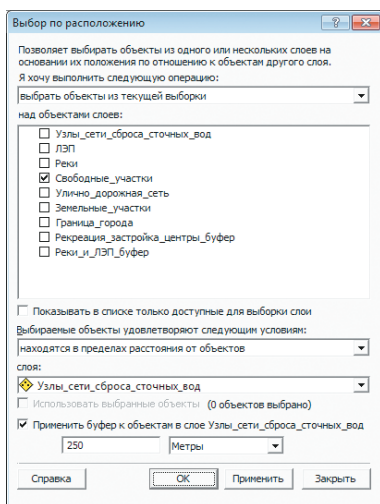 Выбор по расположению
Позволяет выбирать объекты из одного или нескольких слоев на
основании их положения по отношению к объектам другого слоя.
Я хочу выполнить следующую операцию:
выбрать объекты из текущей выборки
над объектами слоев:
Узлы_сети_сброса_сточных_вод
ЛЭП
Реки
Свободные_участки
Улично_дорожная_сеть
Земельные_участки
Граница_города
Рекреация_застройка_центры_буфер
Реки_и_ЛЭП_буфер
Показывать в списке только доступные для выборки слои
Выбираемые объекты удовлетворяют следующим условиям:
находятся в пределах расстояния от объектов
слоя:
Узлы_сети_сброса_сточных_вод
Использовать выбранные объекты (0 объектов выбрано)
Применить буфер к объектам в слое Узлы_сети_сброса_сточных_вод
250 Метры
Справка ОК Применить Закрыть